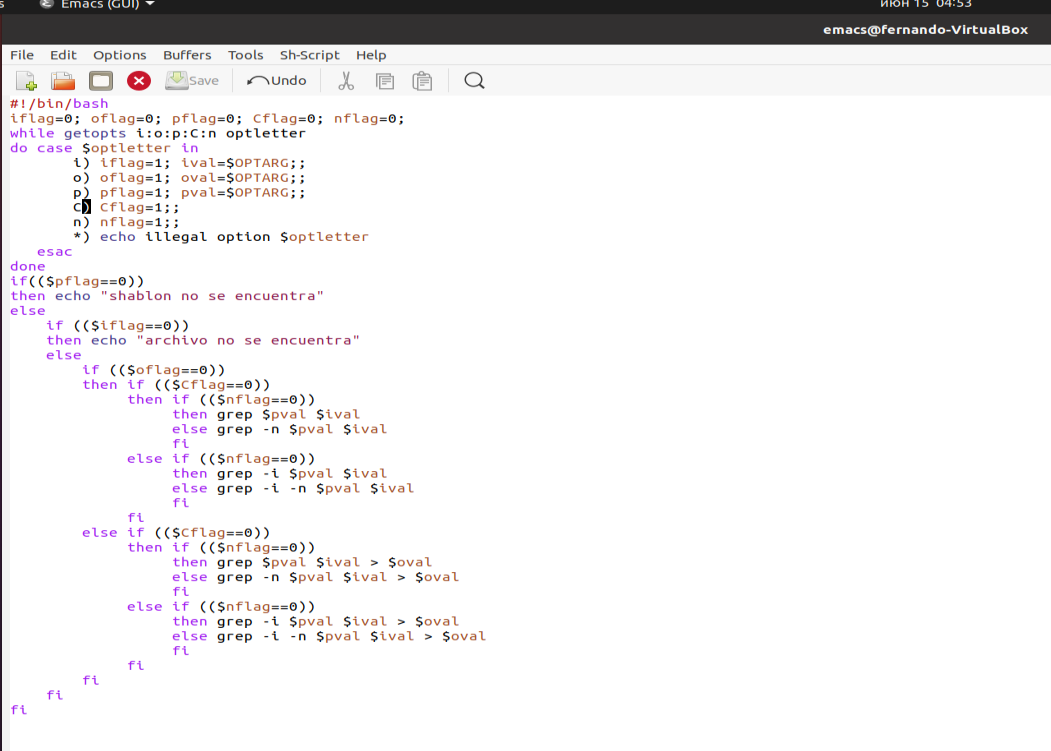 s Emacs (GUI) июн 15 04:53
emacs@fernando-VirtualBox
File Edit Options Buffers Tools Sh-Script Help
Save Undo
#!/bin/bash
iflag=0; oflag=0; pflag=0; Cflag=0; nflag=0;
while getopts i:o:p:C:n optletter
do case $optletter in
        i) iflag=1; ival=$OPTARG;;
        o) oflag=1; oval=$OPTARG;;
        p) pflag=1; pval=$OPTARG;;
        C) Cflag=1;;
        n) nflag=1;;
        *) echo illegal option $optletter
    esac
done
if(($pflag==0))
then echo "shablon no se encuentra"
else
    if (($iflag==0))
    then echo "archivo no se encuentra"
    else
        if (($oflag==0))
        then if (($Cflag==0))
             then if (($nflag==0))
                  then grep $pval $ival
                  else grep -n $pval $ival
                  fi
             else if (($nflag==0))
                  then grep -i $pval $ival
                  else grep -i -n $pval $ival
                  fi
             fi
        else if (($Cflag==0))
             then if (($nflag==0))
                  then grep $pval $ival > $oval
                  else grep -n $pval $ival > $oval
                  fi
             else if (($nflag==0))
                  then grep -i $pval $ival > $oval
                  else grep -i -n $pval $ival > $oval
                  fi
             fi
        fi
    fi
fi